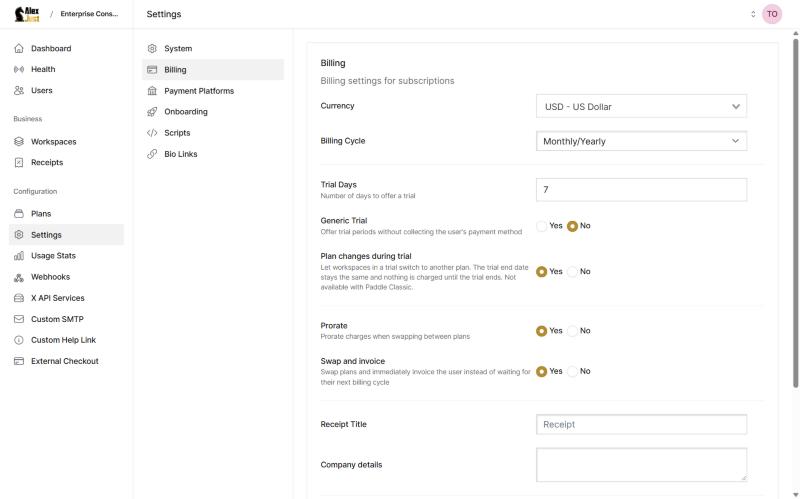 Alex
Just
/
Enterprise Cons...
Settings
TO
Dashboard
Health
Users
Business
Workspaces
Receipts
Configuration
Plans
Settings
Usage Stats
Webhooks
X API Services
Custom SMTP
Custom Help Link
External Checkout
System
Billing
Payment Platforms
Onboarding
Scripts
Bio Links
Billing
Billing settings for subscriptions
Currency
USD - US Dollar
Billing Cycle
Monthly/Yearly
Trial Days
Number of days to offer a trial
7
Generic Trial
Offer trial periods without collecting the user's payment method
Yes No
Plan changes during trial
Let workspaces in a trial switch to another plan. The trial end date
stays the same and nothing is charged until the trial ends. Not
available with Paddle Classic.
Yes No
Prorate
Prorate charges when swapping between plans
Yes No
Swap and invoice
Swap plans and immediately invoice the user instead of waiting for
their next billing cycle
Yes No
Receipt Title
Receipt
Company details